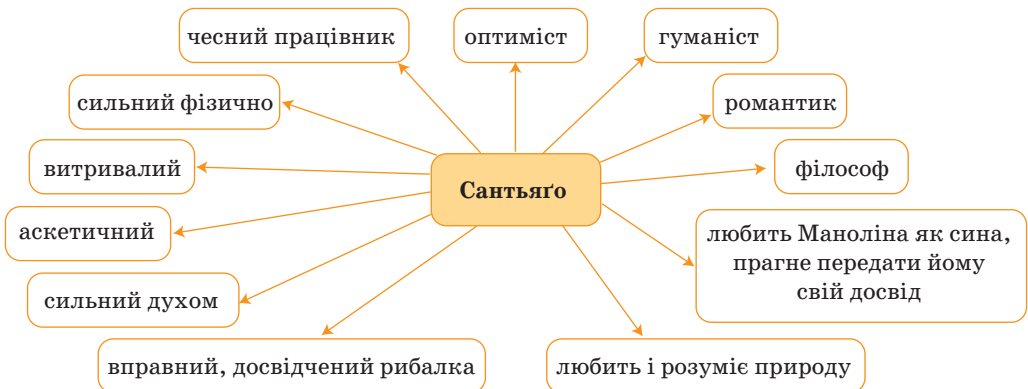 чесний працівник
оптиміст
гуманіст
сильний фізично
романтик
витривалий
філософ
Сантьяґо
аскетичний
любить Маноліна як сина,
прагне передати йому
свій досвід
сильний духом
вправний, досвідчений рибалка
любить і розуміє природу